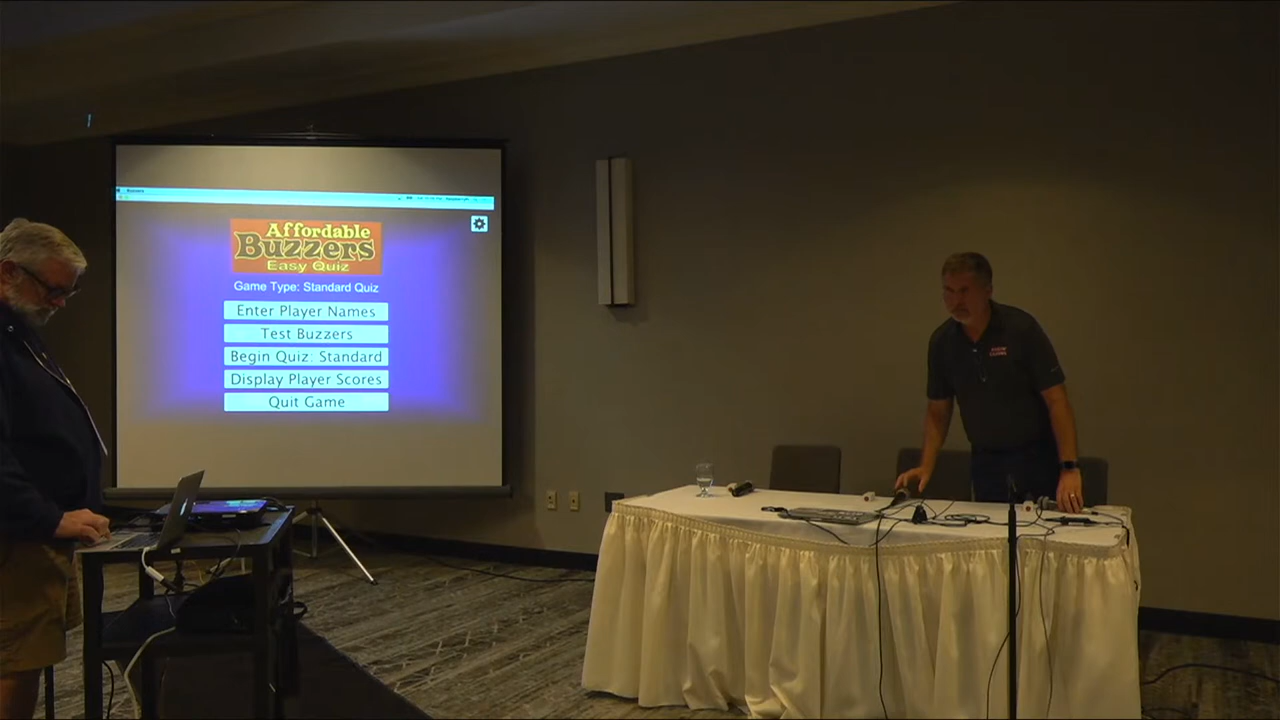 Buzzers
Affordable
Buzzers
Easy Quiz
Game Type: Standard Quiz
Enter Player Names
Test Buzzers
Begin Quiz: Standard
Display Player Scores
Quit Game